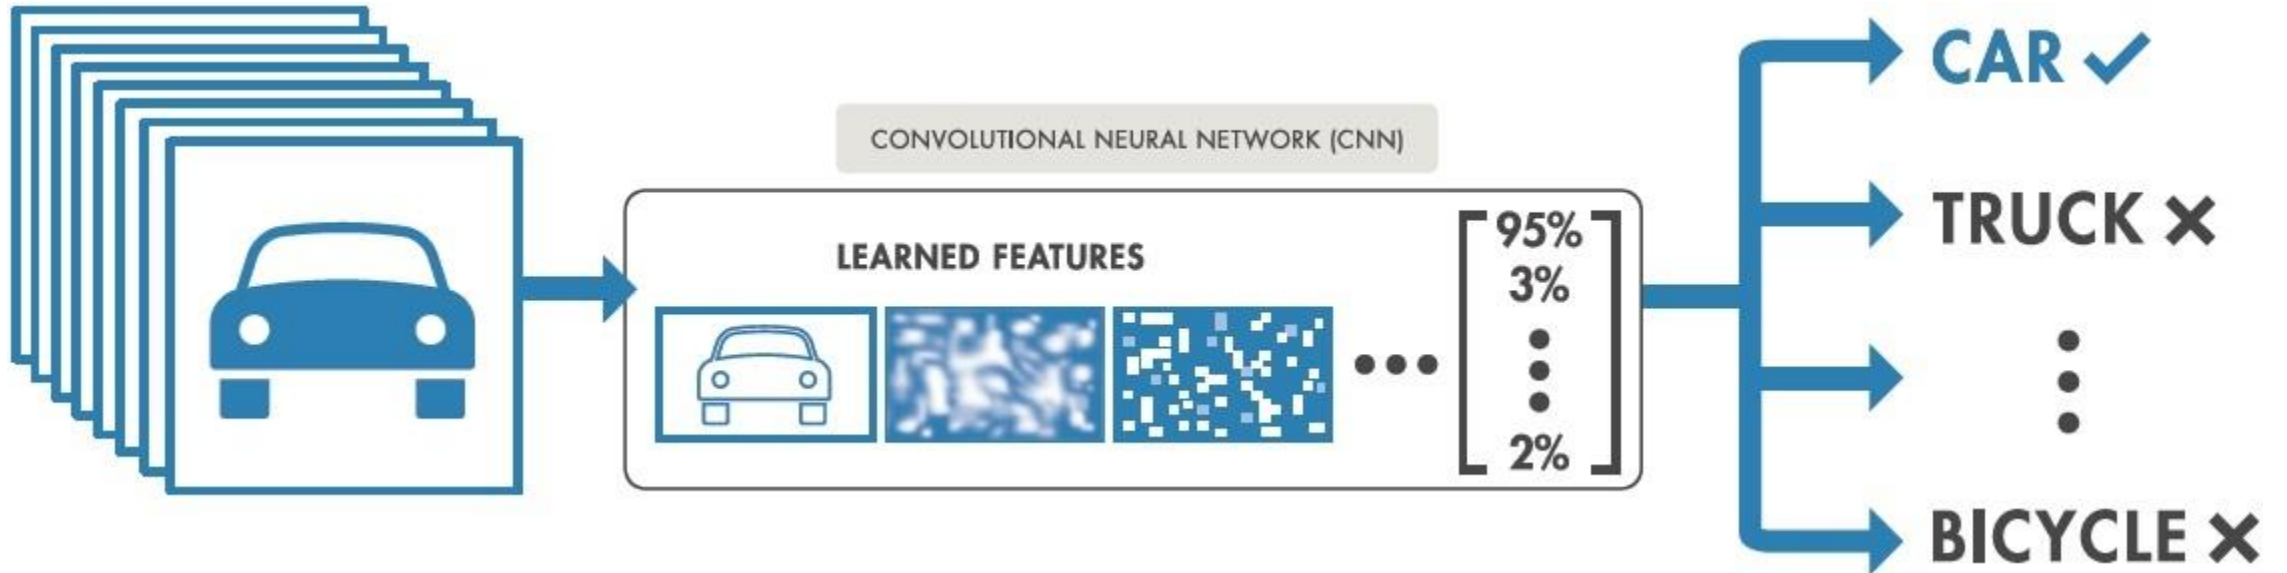 CONVOLUTIONAL NEURAL NETWORK (CNN)
LEARNED FEATURES
95%
3%
2%
CAR
TRUCK
BICYCLE